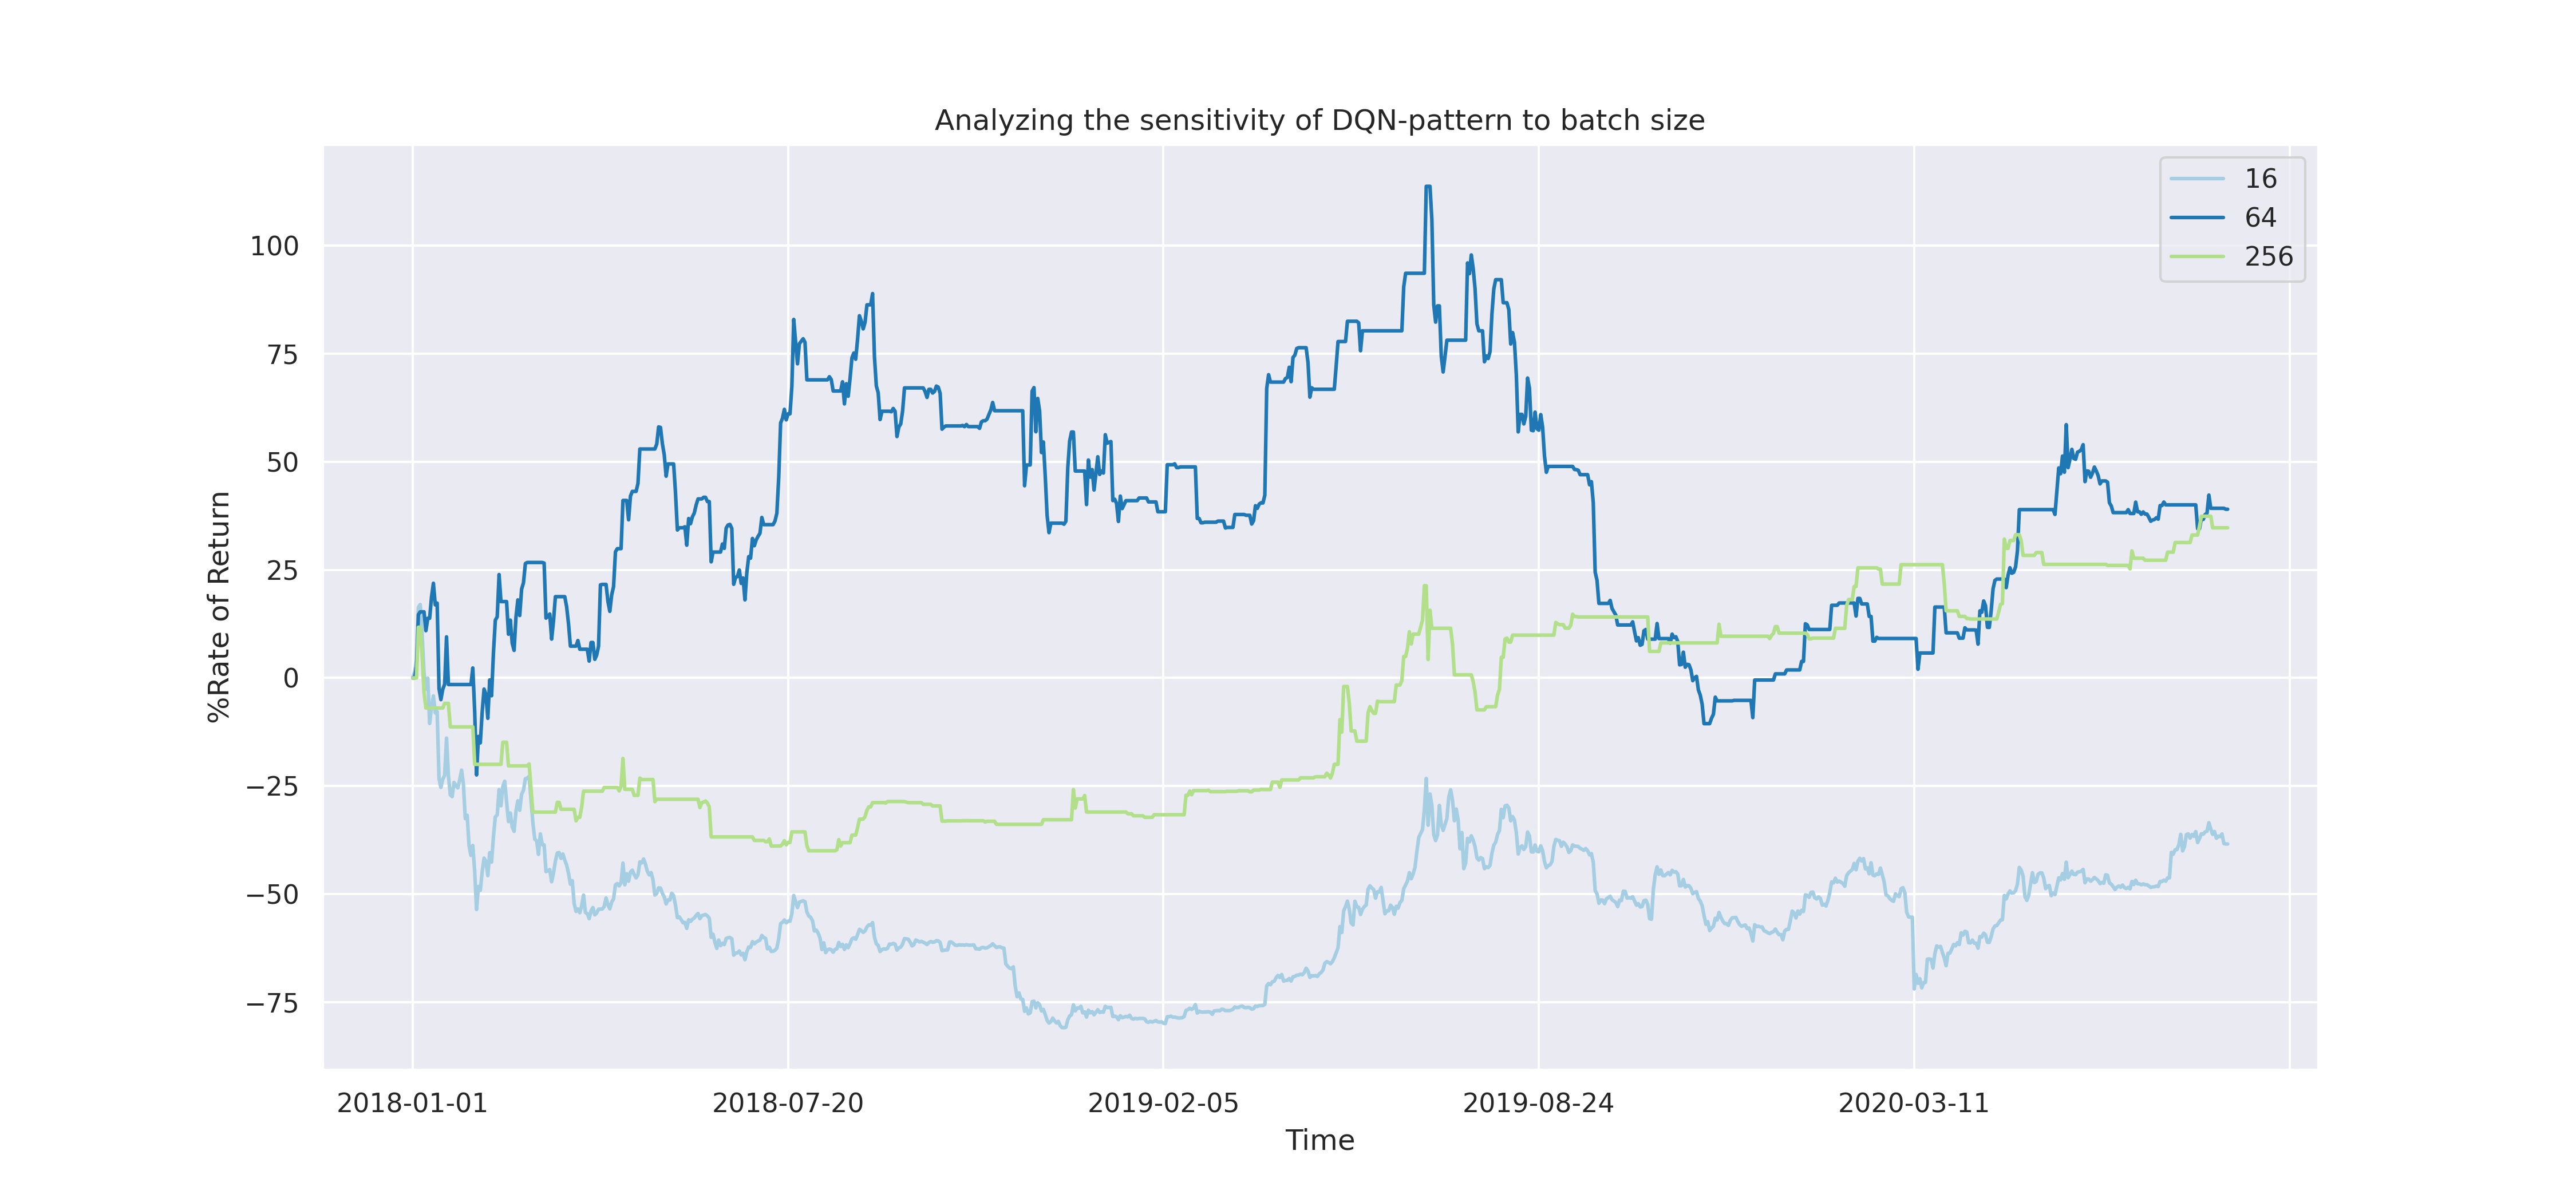 Analyzing the sensitivity of DQN-pattern to batch size
16
64
256
%Rate of Return
100
75
50
25
0
−25
−50
−75
2018-01-01 2018-07-20 2019-02-05 2019-08-24 2020-03-11
Time